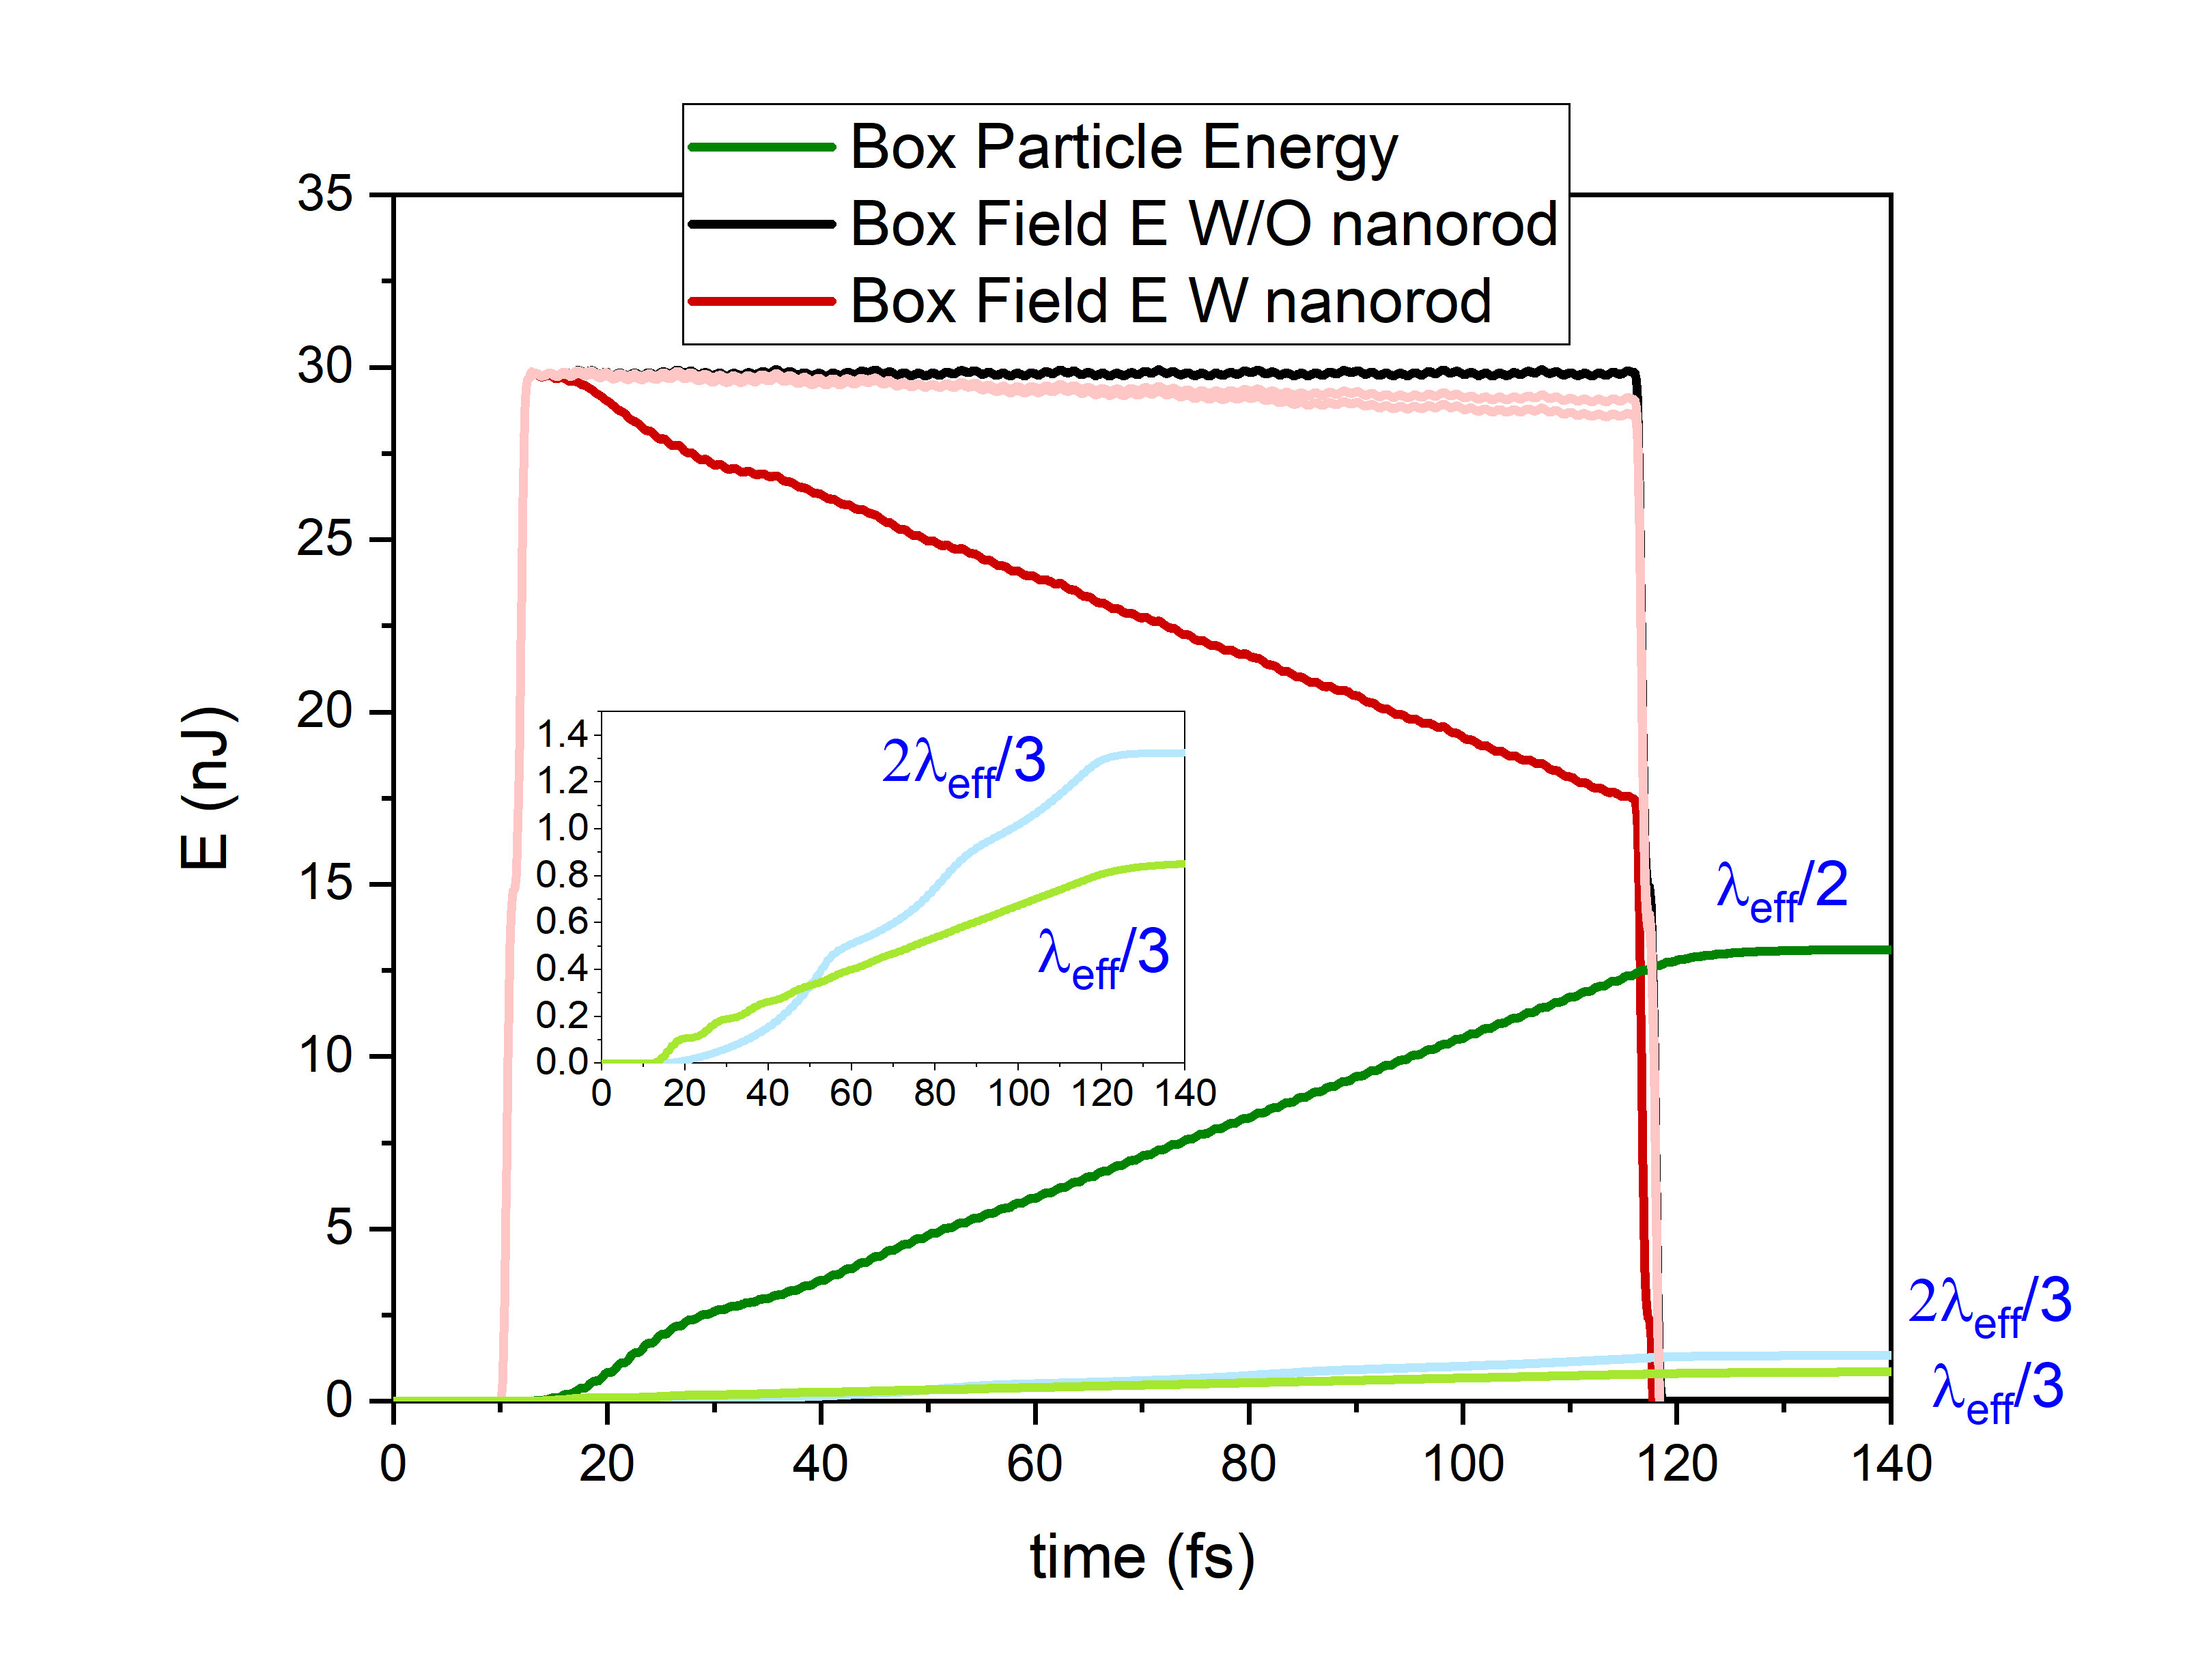 Box Particle Energy
Box Field E W/O nanorod
Box Field E W nanorod
35
30
25
20
15
10
5
0
E (nJ)
0 20 40 60 80 100 120 140
time (fs)
1.4
1.2
1.0
0.8
0.6
0.4
0.2
0.0
0 20 40 60 80 100 120 140
2λeff/3
λeff/3
λeff/2
2λeff/3
λeff/3